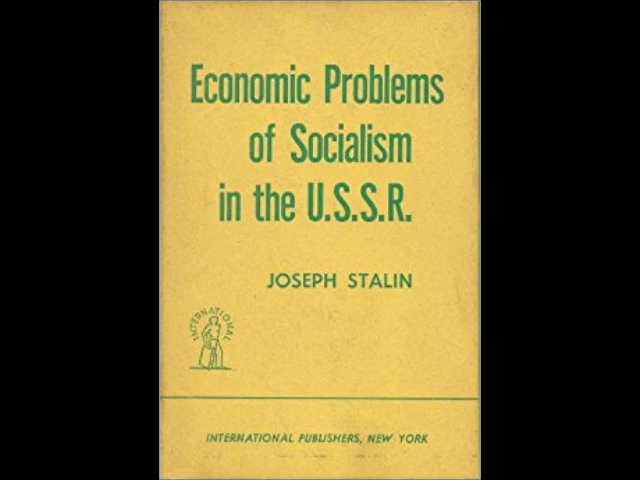 Economic Problems
of Socialism
in the U.S.S.R.
JOSEPH STALIN
INTERNATIONAL
INTERNATIONAL PUBLISHERS, NEW YORK